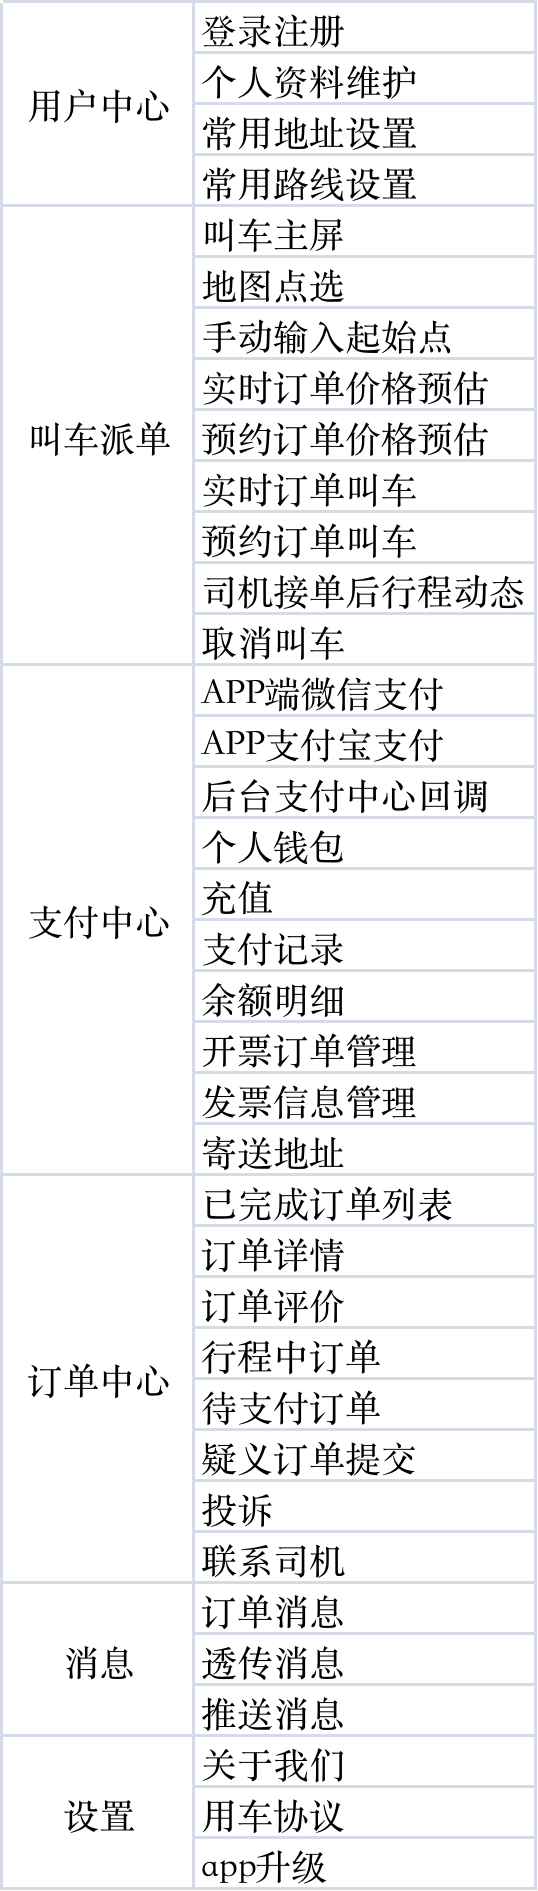 用户中心
登录注册
个人资料维护
常用地址设置
常用路线设置
叫车派单
叫车主屏
地图点选
手动输入起始点
实时订单价格预估
预约订单价格预估
实时订单叫车
预约订单叫车
司机接单后行程动态
取消叫车
支付中心
APP端微信支付
APP支付宝支付
后台支付中心回调
个人钱包
充值
支付记录
余额明细
开票订单管理
发票信息管理
寄送地址
订单中心
已完成订单列表
订单详情
订单评价
行程中订单
待支付订单
疑义订单提交
投诉
联系司机
消息
订单消息
透传消息
推送消息
设置
关于我们
用车协议
app升级